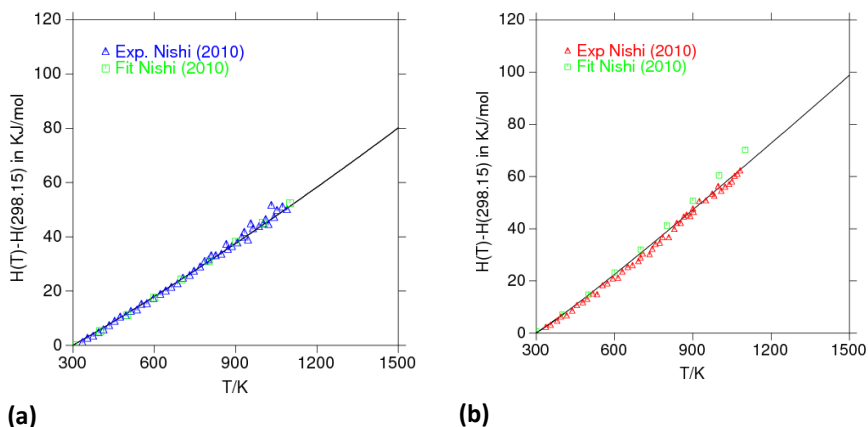 120
100
80
60
40
20
0
H(T)-H(298.15) in KJ/mol
Exp. Nishi (2010)
Fit Nishi (2010)
300 600 900 1200 1500
T/K
(a)
120
100
80
60
40
20
0
H(T)-H(298.15) in KJ/mol
Exp Nishi (2010)
Fit Nishi (2010)
300 600 900 1200 1500
T/K
(b)